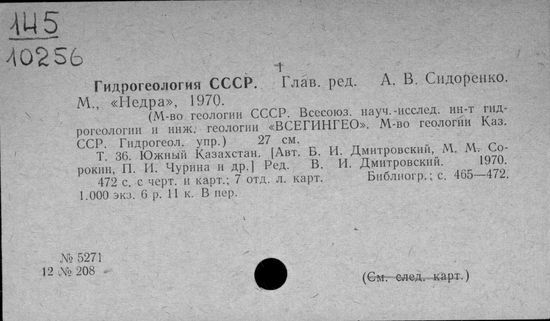 145
10256
Гидрогеология СССР. Глав. ред. А. В. Сидоренко.
М., «Недра», 1970.
(М-во геологии СССР. Всесоюз. науч.-исслед. ин-т гид-
рогеологии и инж. геологии «ВСЕГИНГЕО». М-во геологии Каз.
ССР. Гидрогеол. упр.) 27 см.
Т. 36. Южный Казахстан. [Авт. Б. И. Дмитровский, М. М. Со-
рокин, П. И. Чурина и др.] Ред. В. И. Дмитровский. 1970.
472 с. с черт. и карт.; 7 отд. л. карт. Библиогр.: с. 465—472.
1.000 экз. 6 р. 11 к. В пер.
№ 5271
12 № 208
(См. след. карт.)